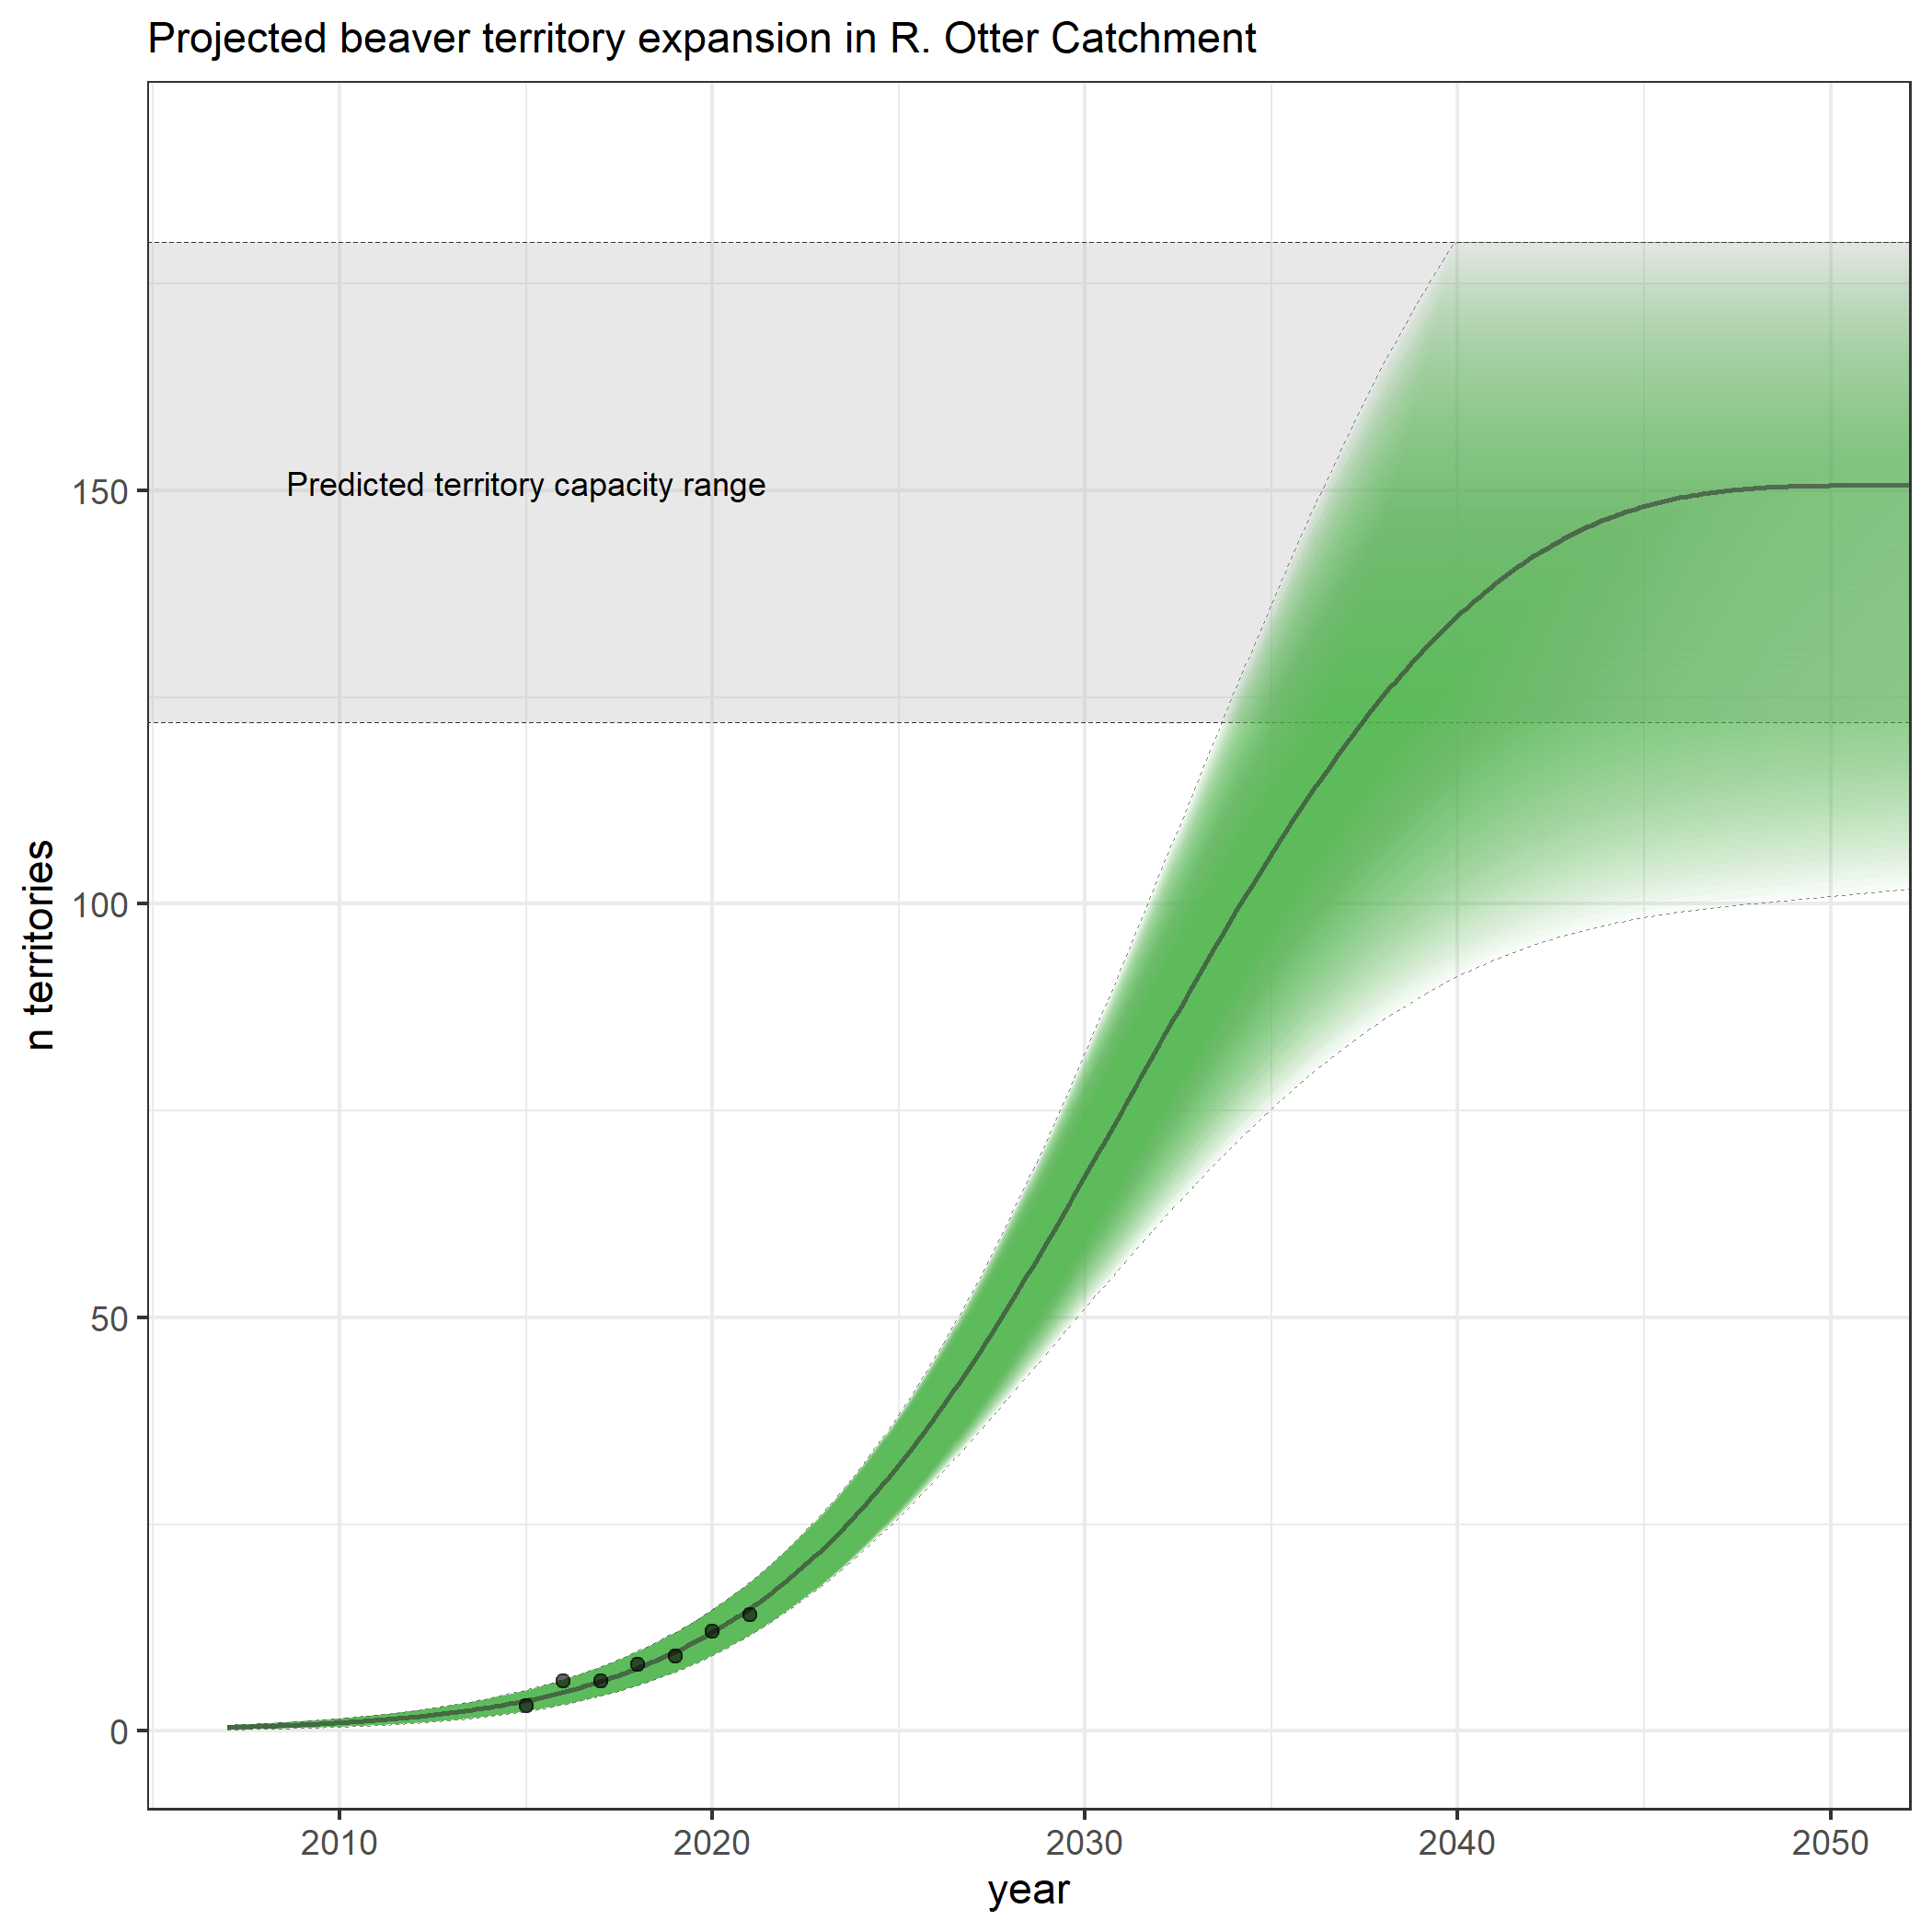 Projected beaver territory expansion in R. Otter Catchment
Predicted territory capacity range
150
100
50
0
n territories
2010 2020 2030 2040 2050
year